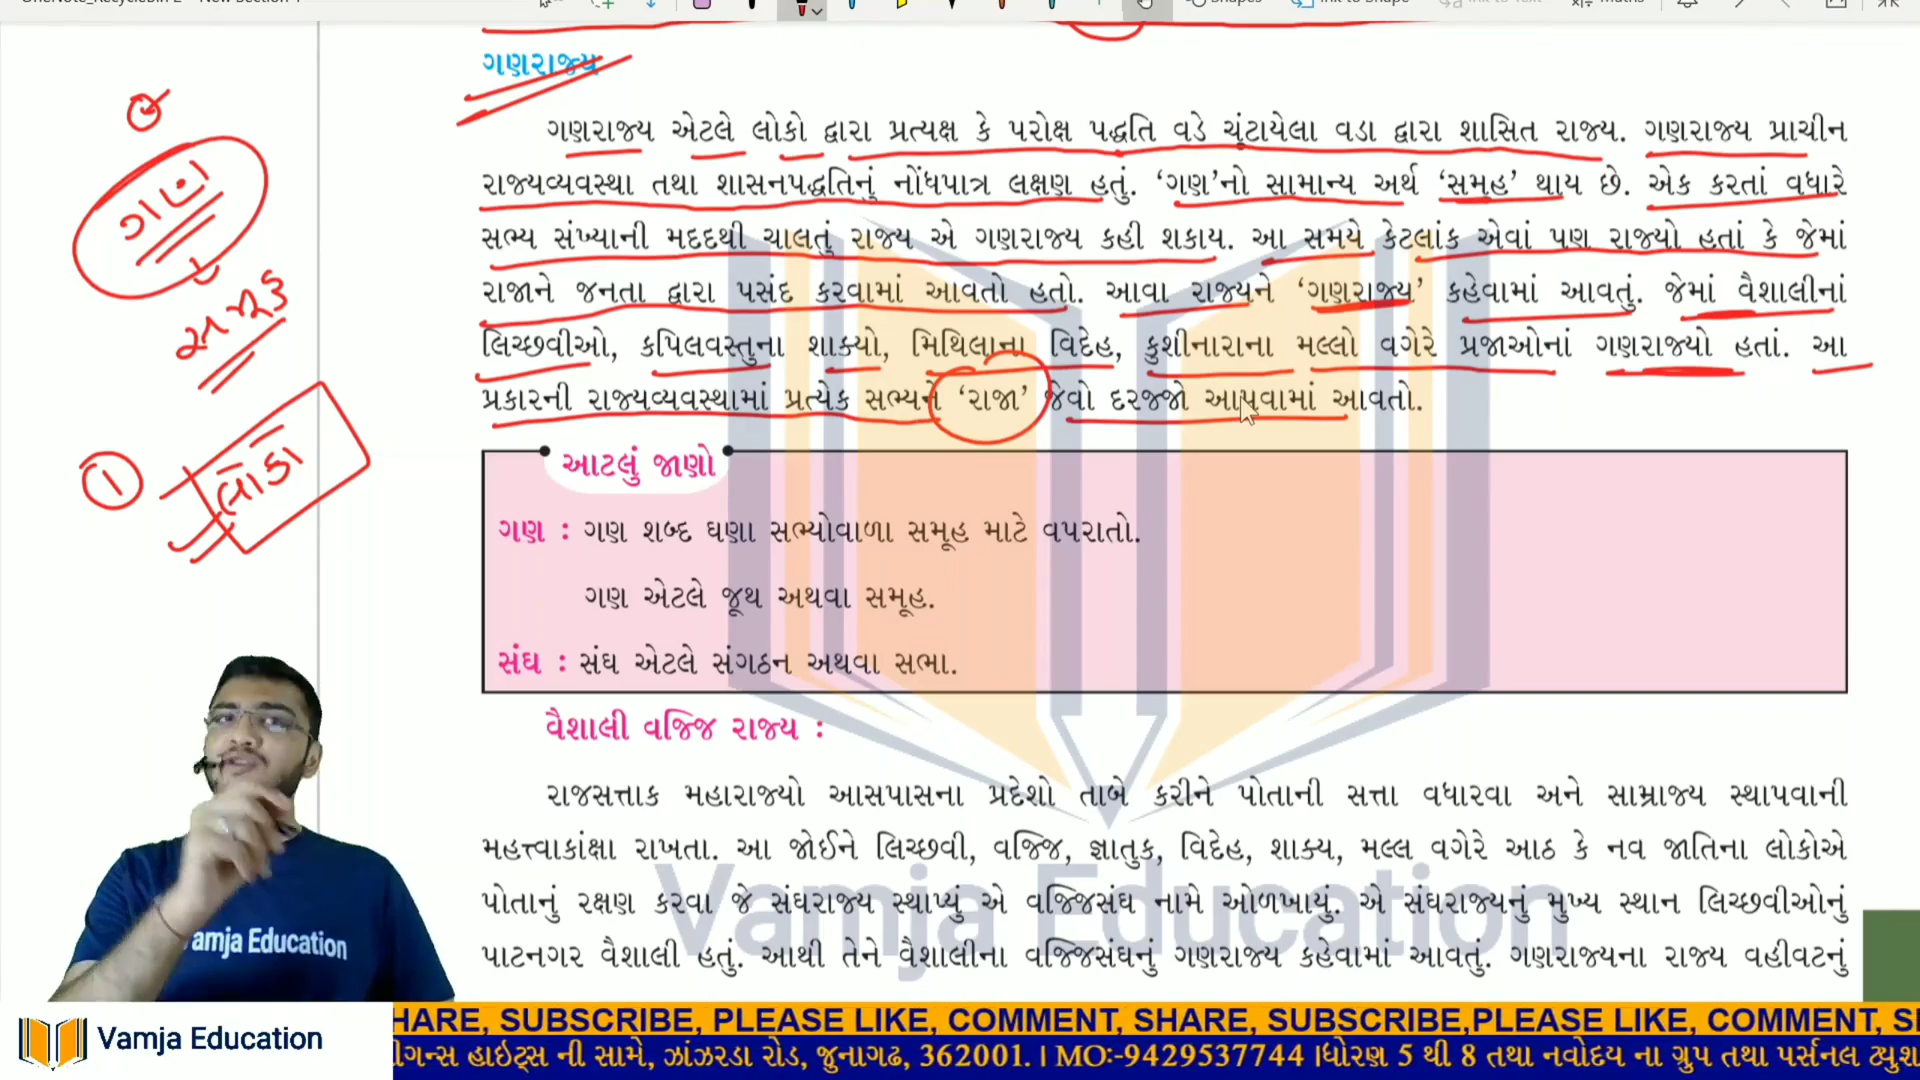 ગણરાજ્ય
ગણરાજ્ય એટલે લોકો દ્વારા પ્રત્યક્ષ કે પરોક્ષ પદ્ધતિ વડે ચૂંટાયેલા વડા દ્વારા શાસિત રાજ્ય. ગણરાજ્ય પ્રાચીન
રાજ્યવ્યવસ્થા તથા શાસનપદ્ધતિનું નોંધપાત્ર લક્ષણ હતું. ‘ગણ’નો સામાન્ય અર્થ ‘સમૂહ’ થાય છે. એક કરતાં વધારે
સભ્ય સંખ્યાની મદદથી ચાલતું રાજ્ય એ ગણરાજ્ય કહી શકાય. આ સમયે કેટલાંક એવાં પણ રાજ્યો હતાં કે જેમાં
રાજાને જનતા દ્વારા પસંદ કરવામાં આવતો હતો. આવા રાજ્યને ‘ગણરાજ્ય’ કહેવામાં આવતું. જેમાં વૈશાલીનાં
લિચ્છવીઓ, કપિલવસ્તુના શાક્યો, મિથિલાના વિદેહ, કુશીનારાના મલ્લો વગેરે પ્રજાઓનાં ગણરાજ્યો હતાં. આ
પ્રકારની રાજ્યવ્યવસ્થામાં પ્રત્યેક સભ્યને ‘રાજા’ જેવો દરજ્જો આપવામાં આવતો.
ગણ
સમૂહ
1
લોકો
આટલું જાણો
ગણ : ગણ શબ્દ ઘણા સભ્યોવાળા સમૂહ માટે વપરાતો.
ગણ એટલે જૂથ અથવા સમૂહ.
સંઘ : સંઘ એટલે સંગઠન અથવા સભા.
વૈશાલી વજ્જિ રાજ્ય :
રાજસત્તાક મહારાજ્યો આસપાસના પ્રદેશો તાબે કરીને પોતાની સત્તા વધારવા અને સામ્રાજ્ય સ્થાપવાની
મહત્ત્વાકાંક્ષા રાખતા. આ જોઈને લિચ્છવી, વજ્જિ, જ્ઞાતુક, વિદેહ, શાક્ય, મલ્લ વગેરે આઠ કે નવ જાતિના લોકોએ
પોતાનું રક્ષણ કરવા જે સંઘરાજ્ય સ્થાપ્યું એ વજ્જિસંઘ નામે ઓળખાયું. એ સંઘરાજ્યનું મુખ્ય સ્થાન લિચ્છવીઓનું
પાટનગર વૈશાલી હતું. આથી તેને વૈશાલીના વજ્જિસંઘનું ગણરાજ્ય કહેવામાં આવતું. ગણરાજ્યના રાજ્ય વહીવટનું
Vamja Education
amja Education
Vamja Education
HARE, SUBSCRIBE, PLEASE LIKE, COMMENT, SHARE, SUBSCRIBE,PLEASE LIKE, COMMENT, S
હાઇટ્સ ની સામે, ઝાંઝરડા રોડ, જુનાગઢ, 362001. | MO:-9429537744 |ધોરણ 5 થી 8 તથા નવોદય ના ગ્રુપ તથા પર્સનલ ટ્યુશ